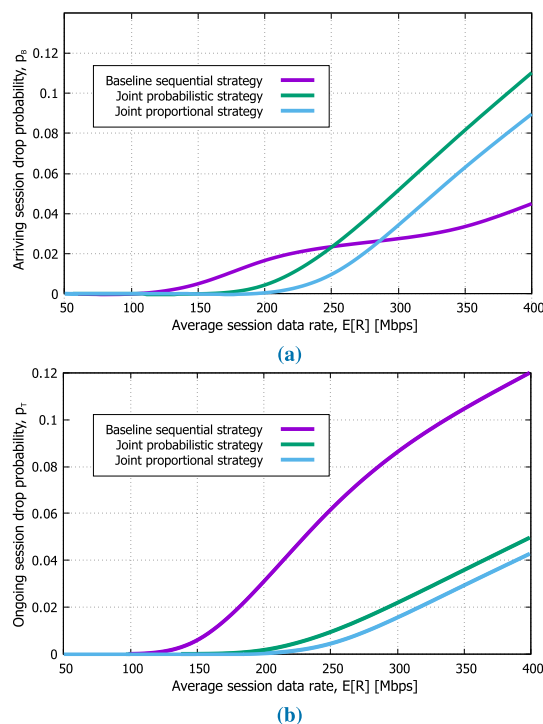 0.12
0.1
0.08
0.06
0.04
0.02
0
Arriving session drop probability, pB
Baseline sequential strategy
Joint probabilistic strategy
Joint proportional strategy
50 100 150 200 250 300 350 400
Average session data rate, E[R] [Mbps]
(a)
0.12
0.1
0.08
0.06
0.04
0.02
0
Ongoing session drop probability, pT
Baseline sequential strategy
Joint probabilistic strategy
Joint proportional strategy
50 100 150 200 250 300 350 400
Average session data rate, E[R] [Mbps]
(b)